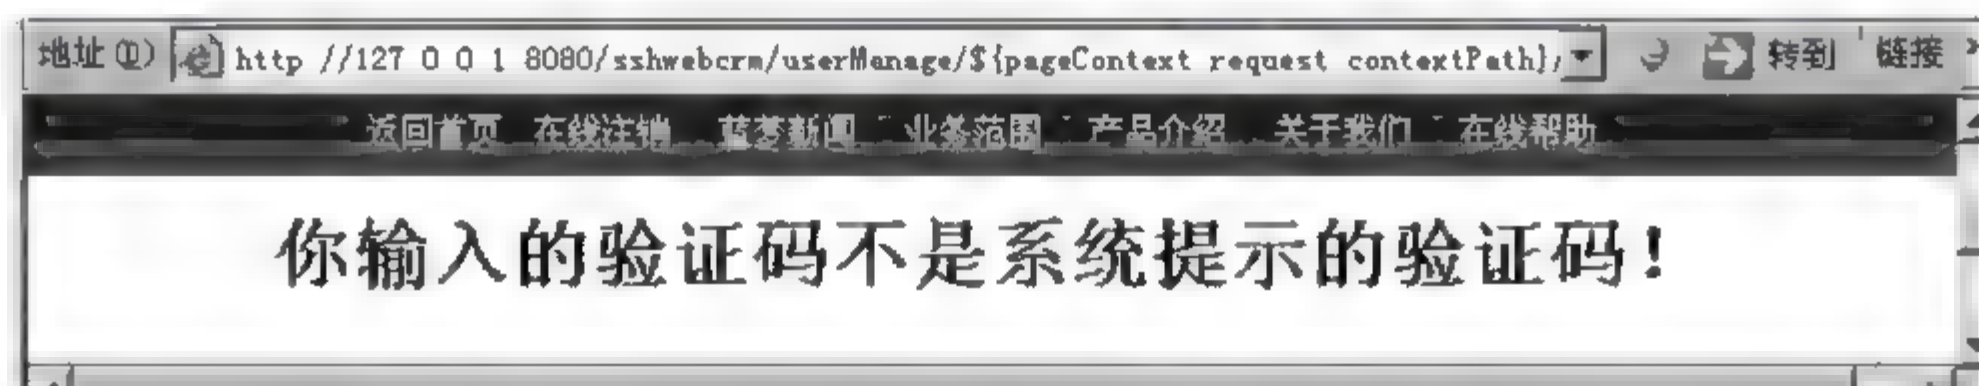 地址(D) http //127 0 0 1 8080/sshwebcrm/userManage/${pageContext request contextPath}/ 转到 链接
返回首页 在线注销 蓝梦新闻 业务范围 产品介绍 关于我们 在线帮助
你输入的验证码不是系统提示的验证码!